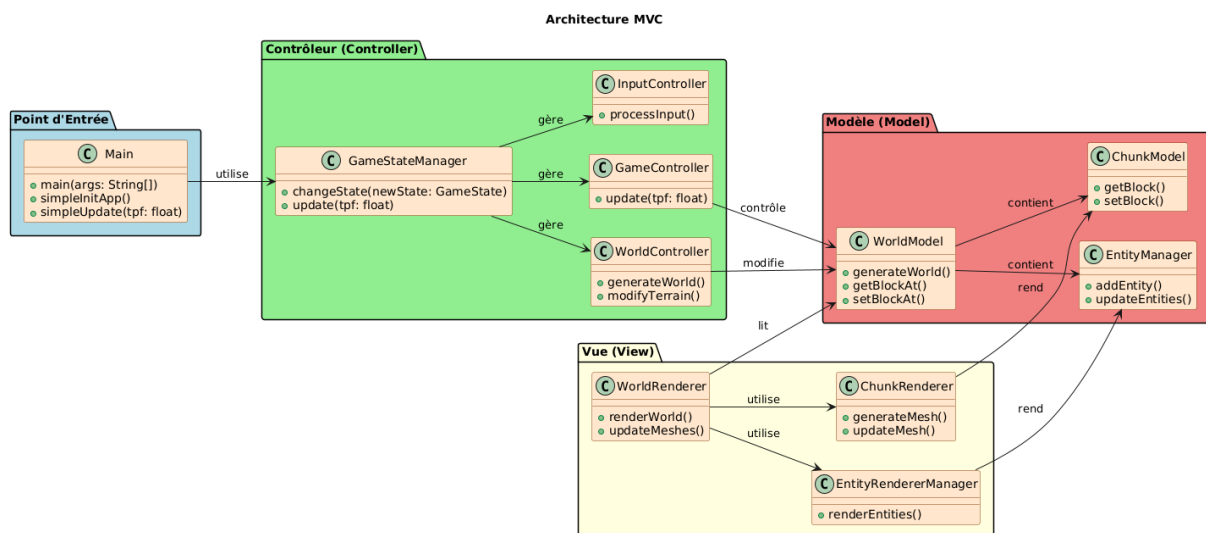 Architecture MVC
Point d'Entrée
C Main
main(args: String[])
simpleInitApp()
simpleUpdate(tpf: float)
utilise
Contrôleur (Controller)
C GameStateManager
changeState(newState: GameState)
update(tpf: float)
gère
gère
gère
C InputController
processInput()
C GameController
update(tpf: float)
C WorldController
generateWorld()
modifyTerrain()
contrôle
modifie
Modèle (Model)
C WorldModel
generateWorld()
getBlockAt()
setBlockAt()
contient
contient
C ChunkModel
getBlock()
setBlock()
C EntityManager
addEntity()
updateEntities()
lit
rend
rend
Vue (View)
C WorldRenderer
renderWorld()
updateMeshes()
utilise
utilise
C ChunkRenderer
generateMesh()
updateMesh()
C EntityRendererManager
renderEntities()